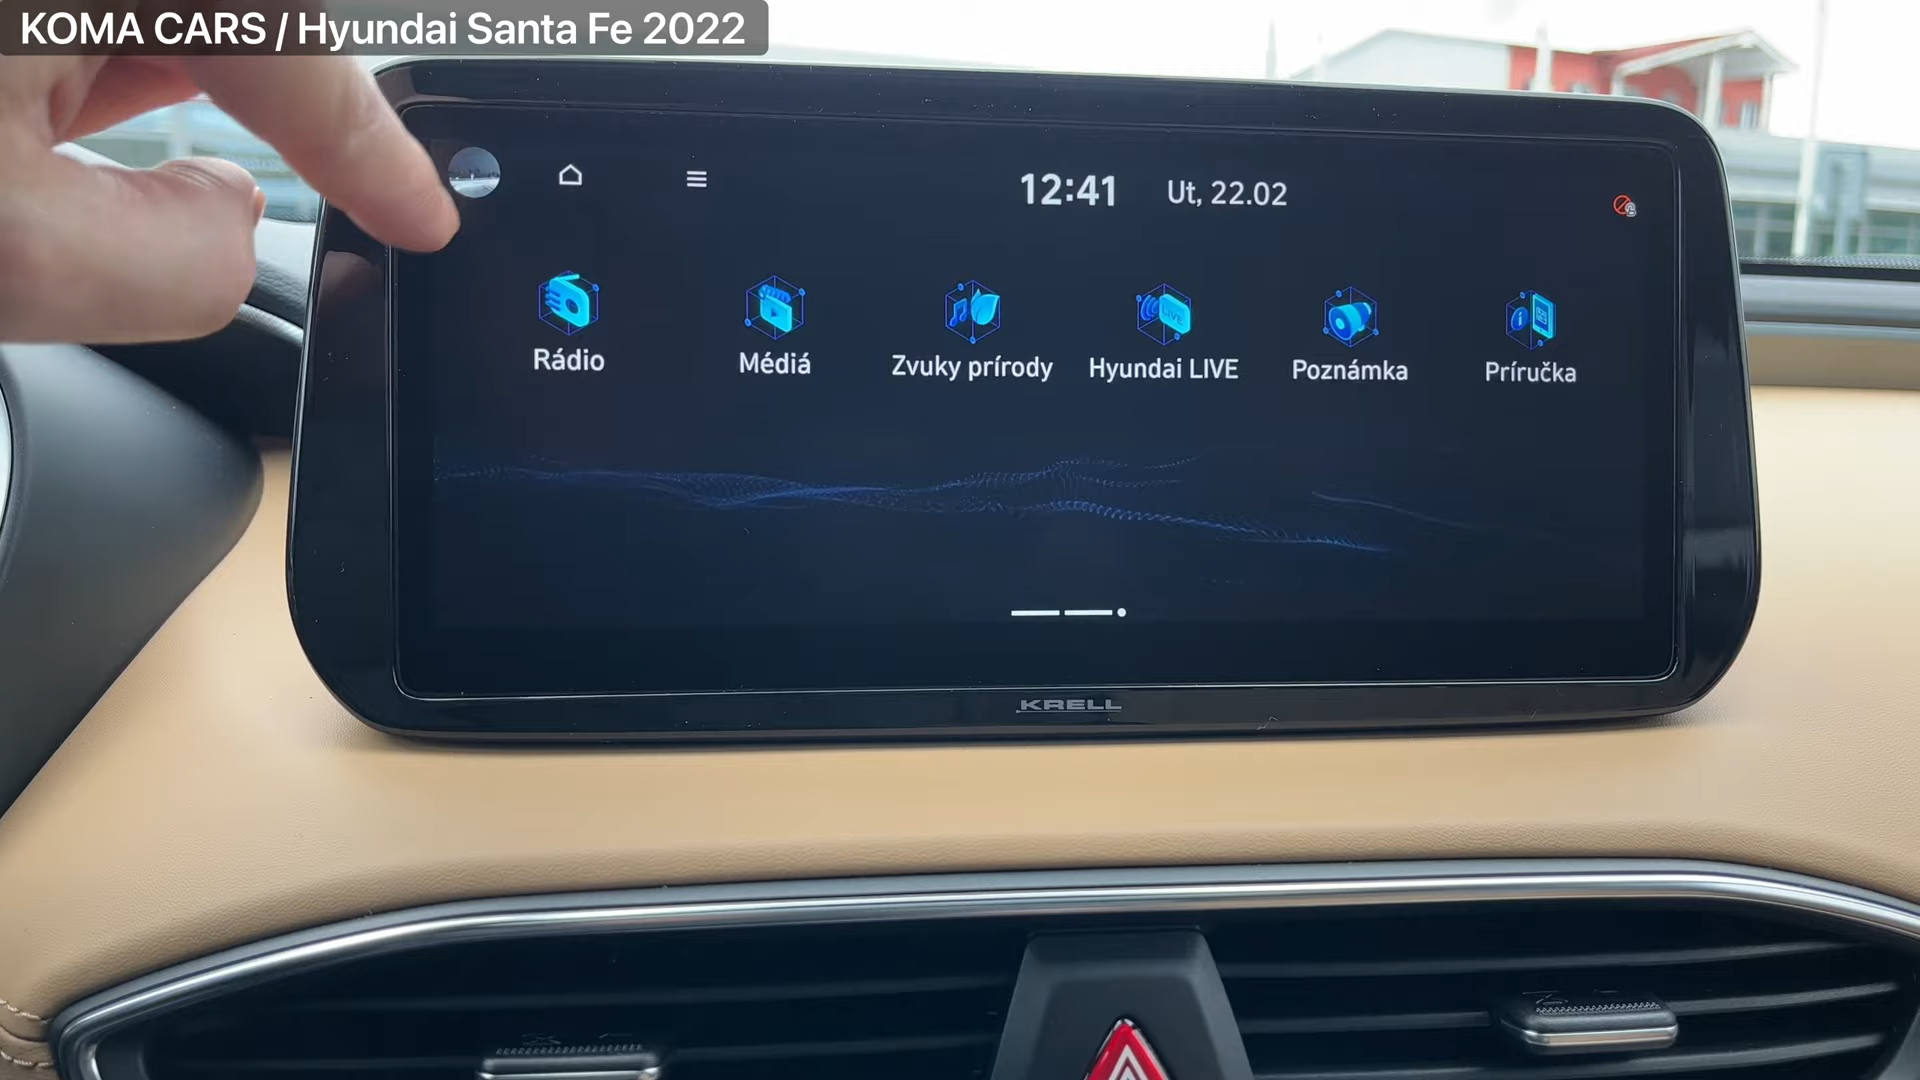 KOMA CARS / Hyundai Santa Fe 2022
12:41 Ut, 22.02
Rádio Médiá Zvuky prírody Hyundai LIVE Poznámka Príručka
LIVE
KRELL